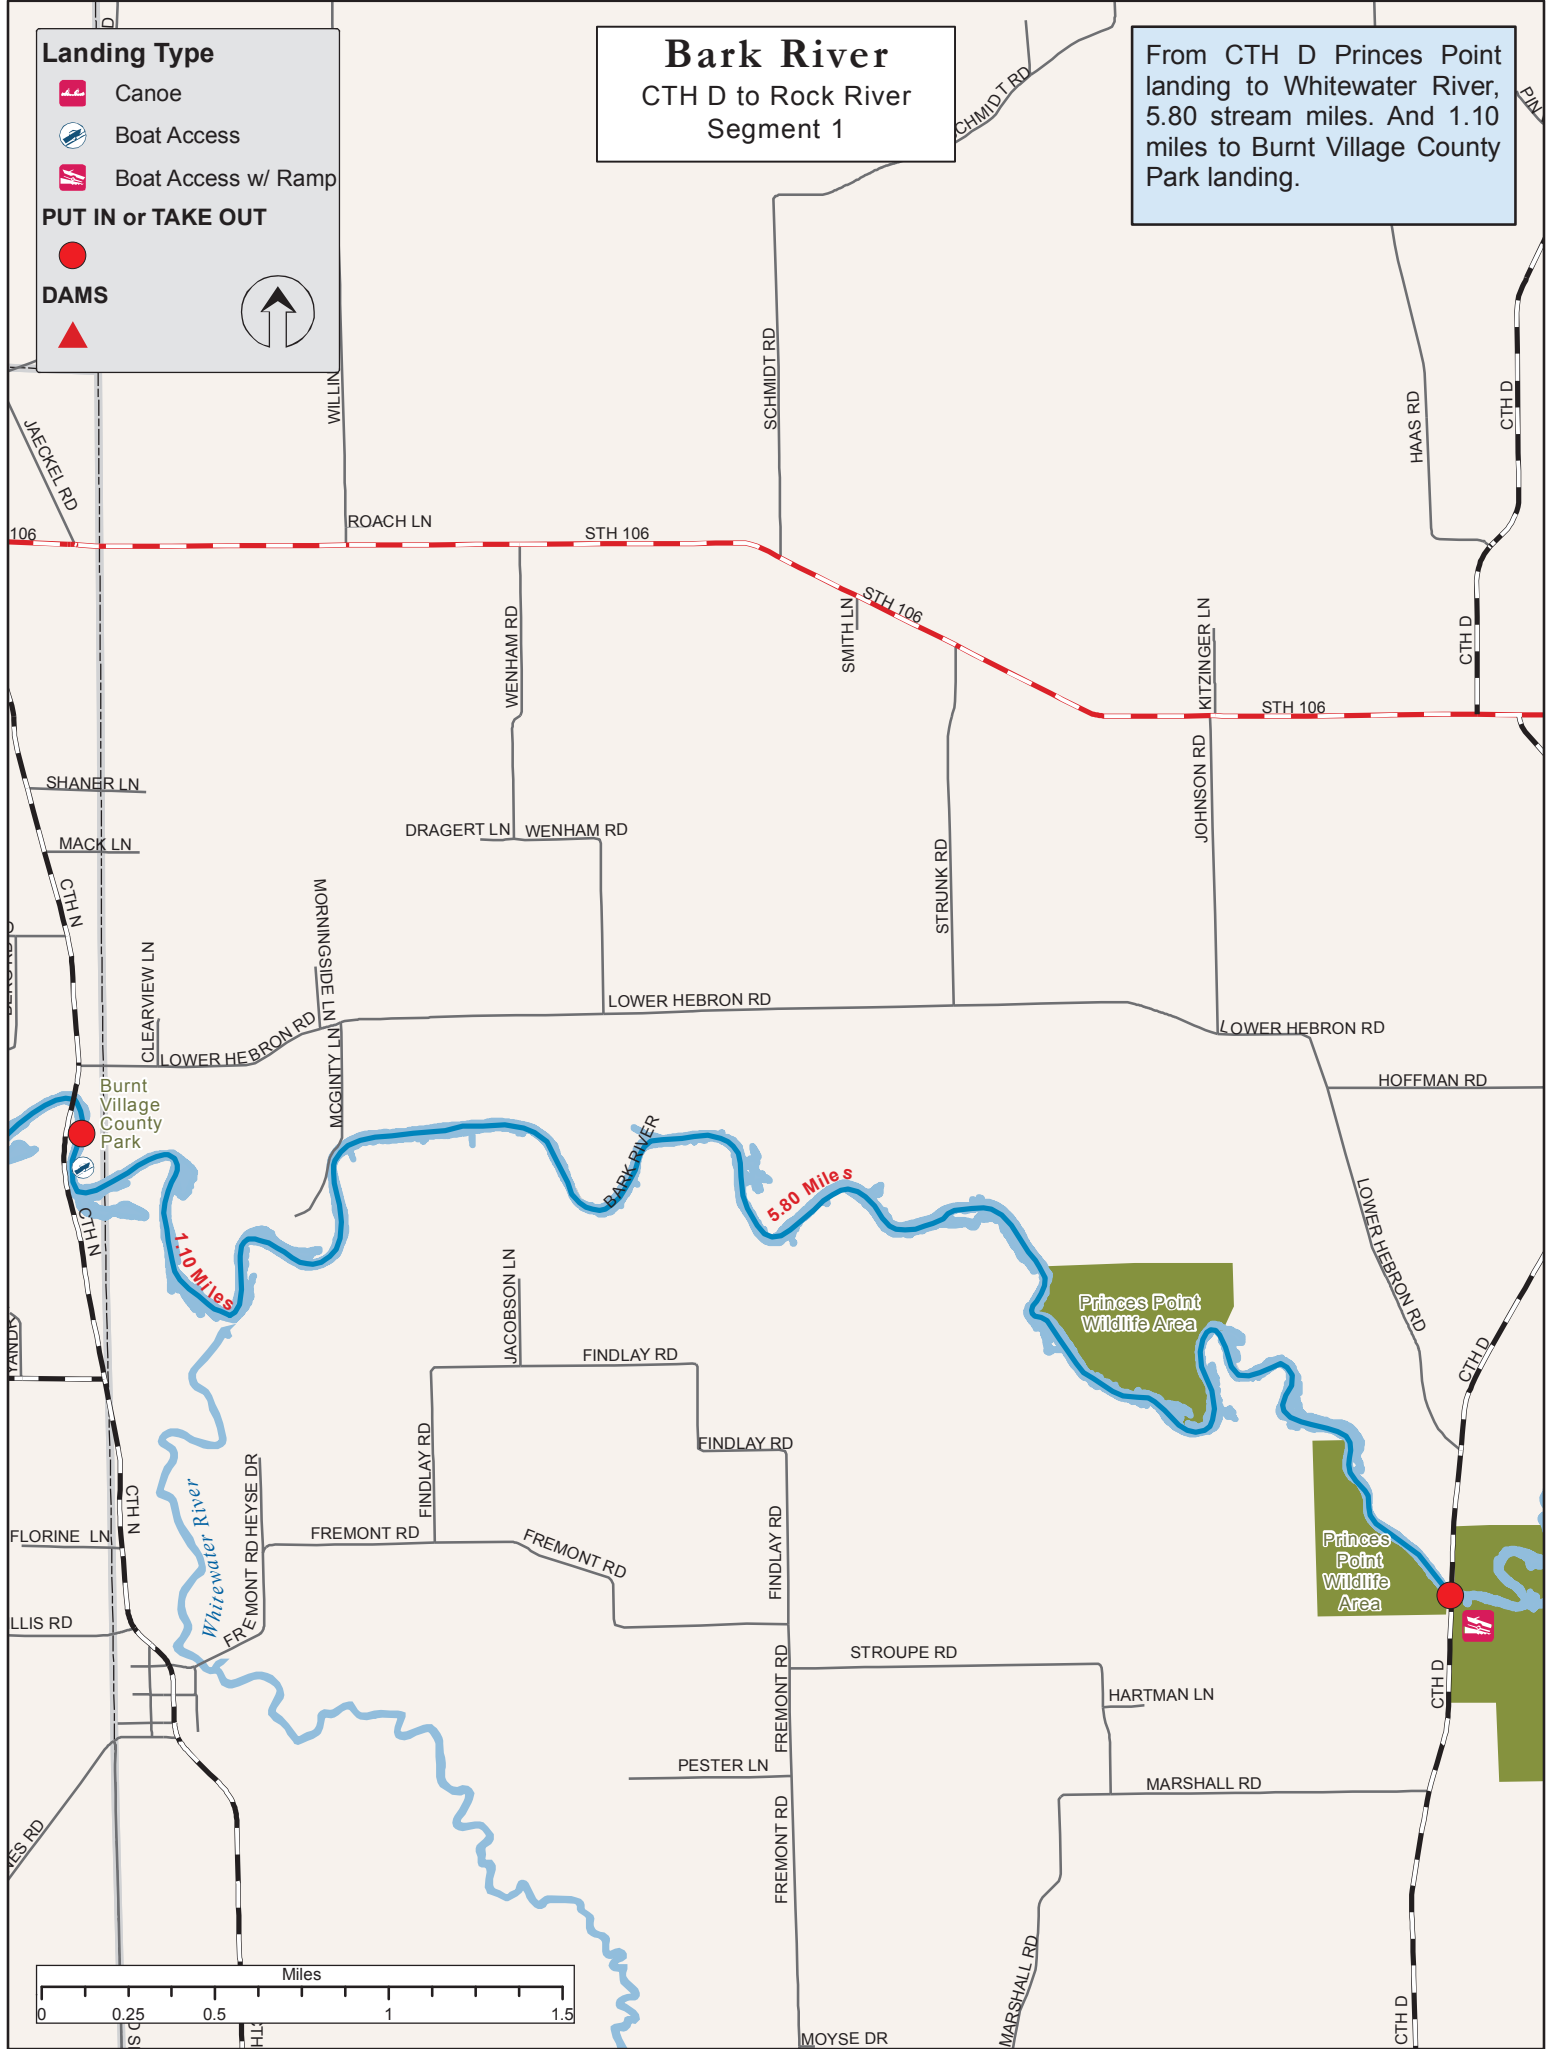 Landing Type
Canoe
Boat Access
Boat Access w/ Ramp
PUT IN or TAKE OUT
DAMS
Bark River
CTH D to Rock River
Segment 1
From CTH D Princes Point
landing to Whitewater River,
5.80 stream miles. And 1.10
miles to Burnt Village County
Park landing.
D
CHMIDT RD
PIN
WILLIN
SCHMIDT RD
HAAS RD
CTH D
JAECKEL RD
106
ROACH LN
STH 106
STH 106
WENHAM RD
SMITH LN
KITZINGER LN
CTH D
STH 106
SHANER LN
MACK LN
DRAGERT LN
WENHAM RD
JOHNSON RD
STRUNK RD
CTH N
MORNINGSIDE LN
CLEARVIEW LN
LOWER HEBRON RD
LOWER HEBRON RD
LOWER HEBRON RD
HOFFMAN RD
MCGINTY LN
Burnt
Village
County
Park
BARK RIVER
5.80 Miles
1.10 Miles
CTH N
LOWER HEBRON RD
JACOBSON LN
Princes Point
Wildlife Area
YANDR
FINDLAY RD
CTH D
FINDLAY RD
FINDLAY RD
FINDLAY RD
CTH N
Whitewater River
HEYSE DR
FREMONT RD
FLORINE LN
FREMONT RD
FREMONT RD
Princes
Point
Wildlife
Area
LLIS RD
FREMONT RD
STROUPE RD
CTH D
HARTMAN LN
FREMONT RD
PESTER LN
MARSHALL RD
FREMONT RD
NES RD
MARSHALL RD
CTH D
Miles
0
0.25
0.5
1
1.5
CTH
MOYSE DR